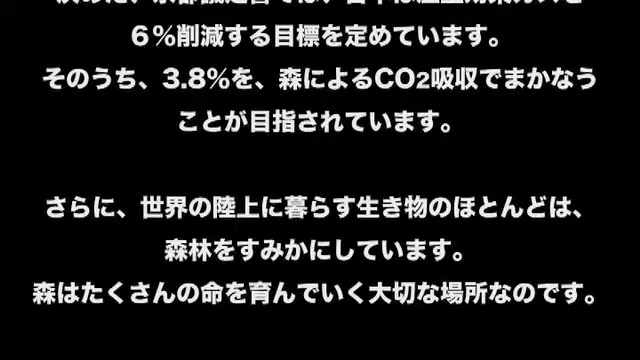 ６％削減する目標を定めています。
そのうち、3.8%を、森によるCO2吸収でまかなう
ことが目指されています。
さらに、世界の陸上に暮らす生き物のほとんどは、
森林をすみかにしています。
森はたくさんの命を育んでいく大切な場所なのです。